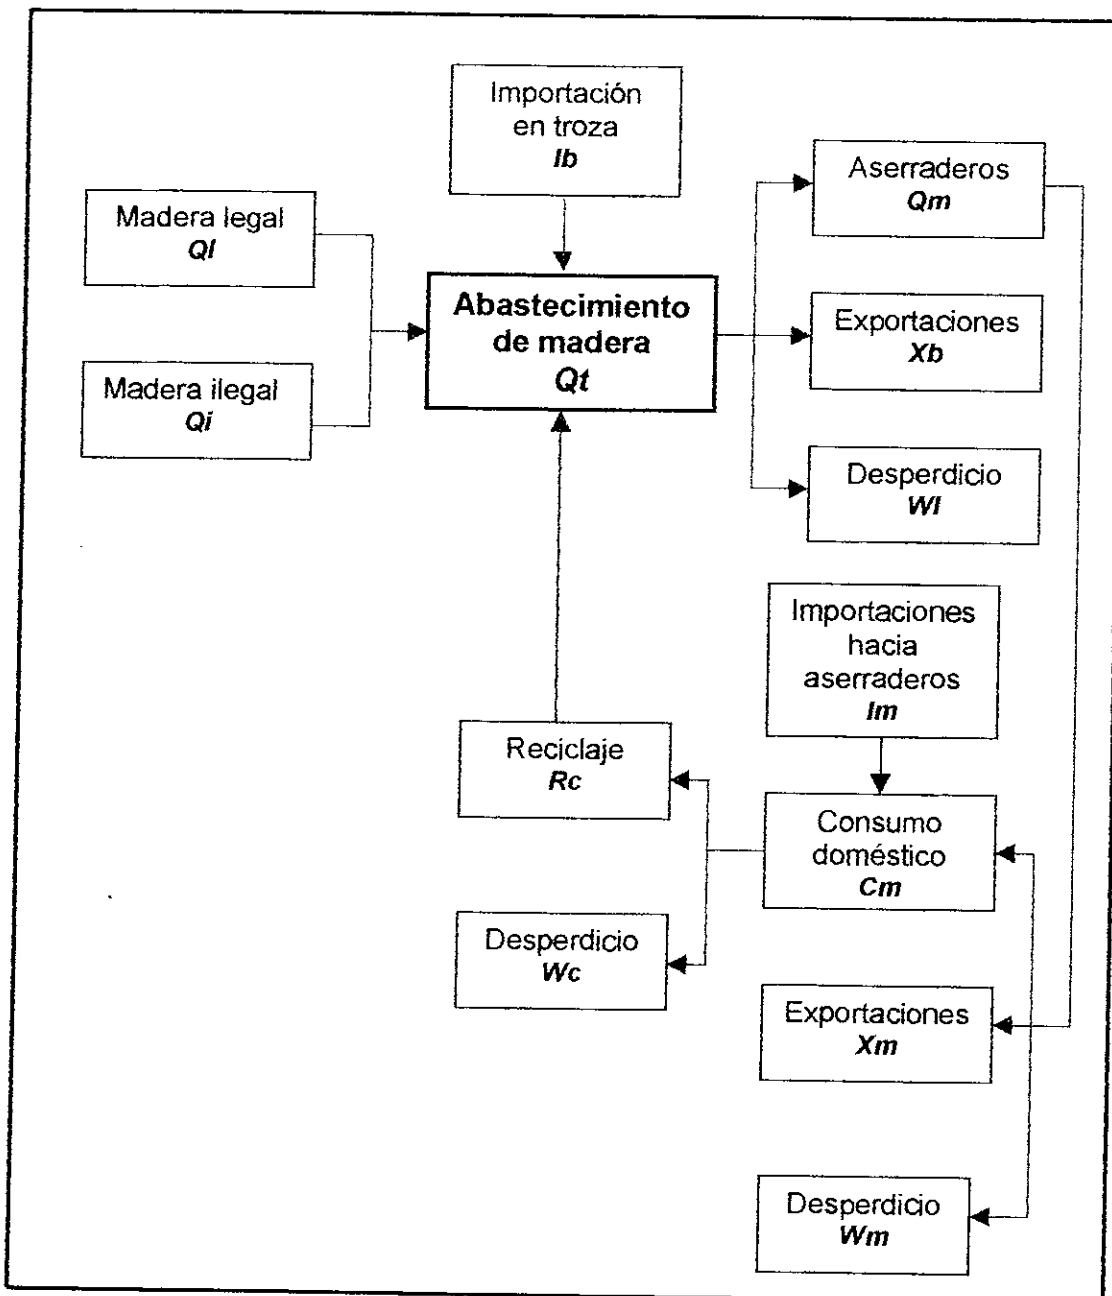 Importación
en troza
Ib
Madera legal
Ql
Madera ilegal
Qi
Abastecimiento
de madera
Qt
Aserraderos
Qm
Exportaciones
Xb
Desperdicio
Wl
Importaciones
hacia
aserraderos
Im
Reciclaje
Rc
Consumo
doméstico
Cm
Desperdicio
Wc
Exportaciones
Xm
Desperdicio
Wm